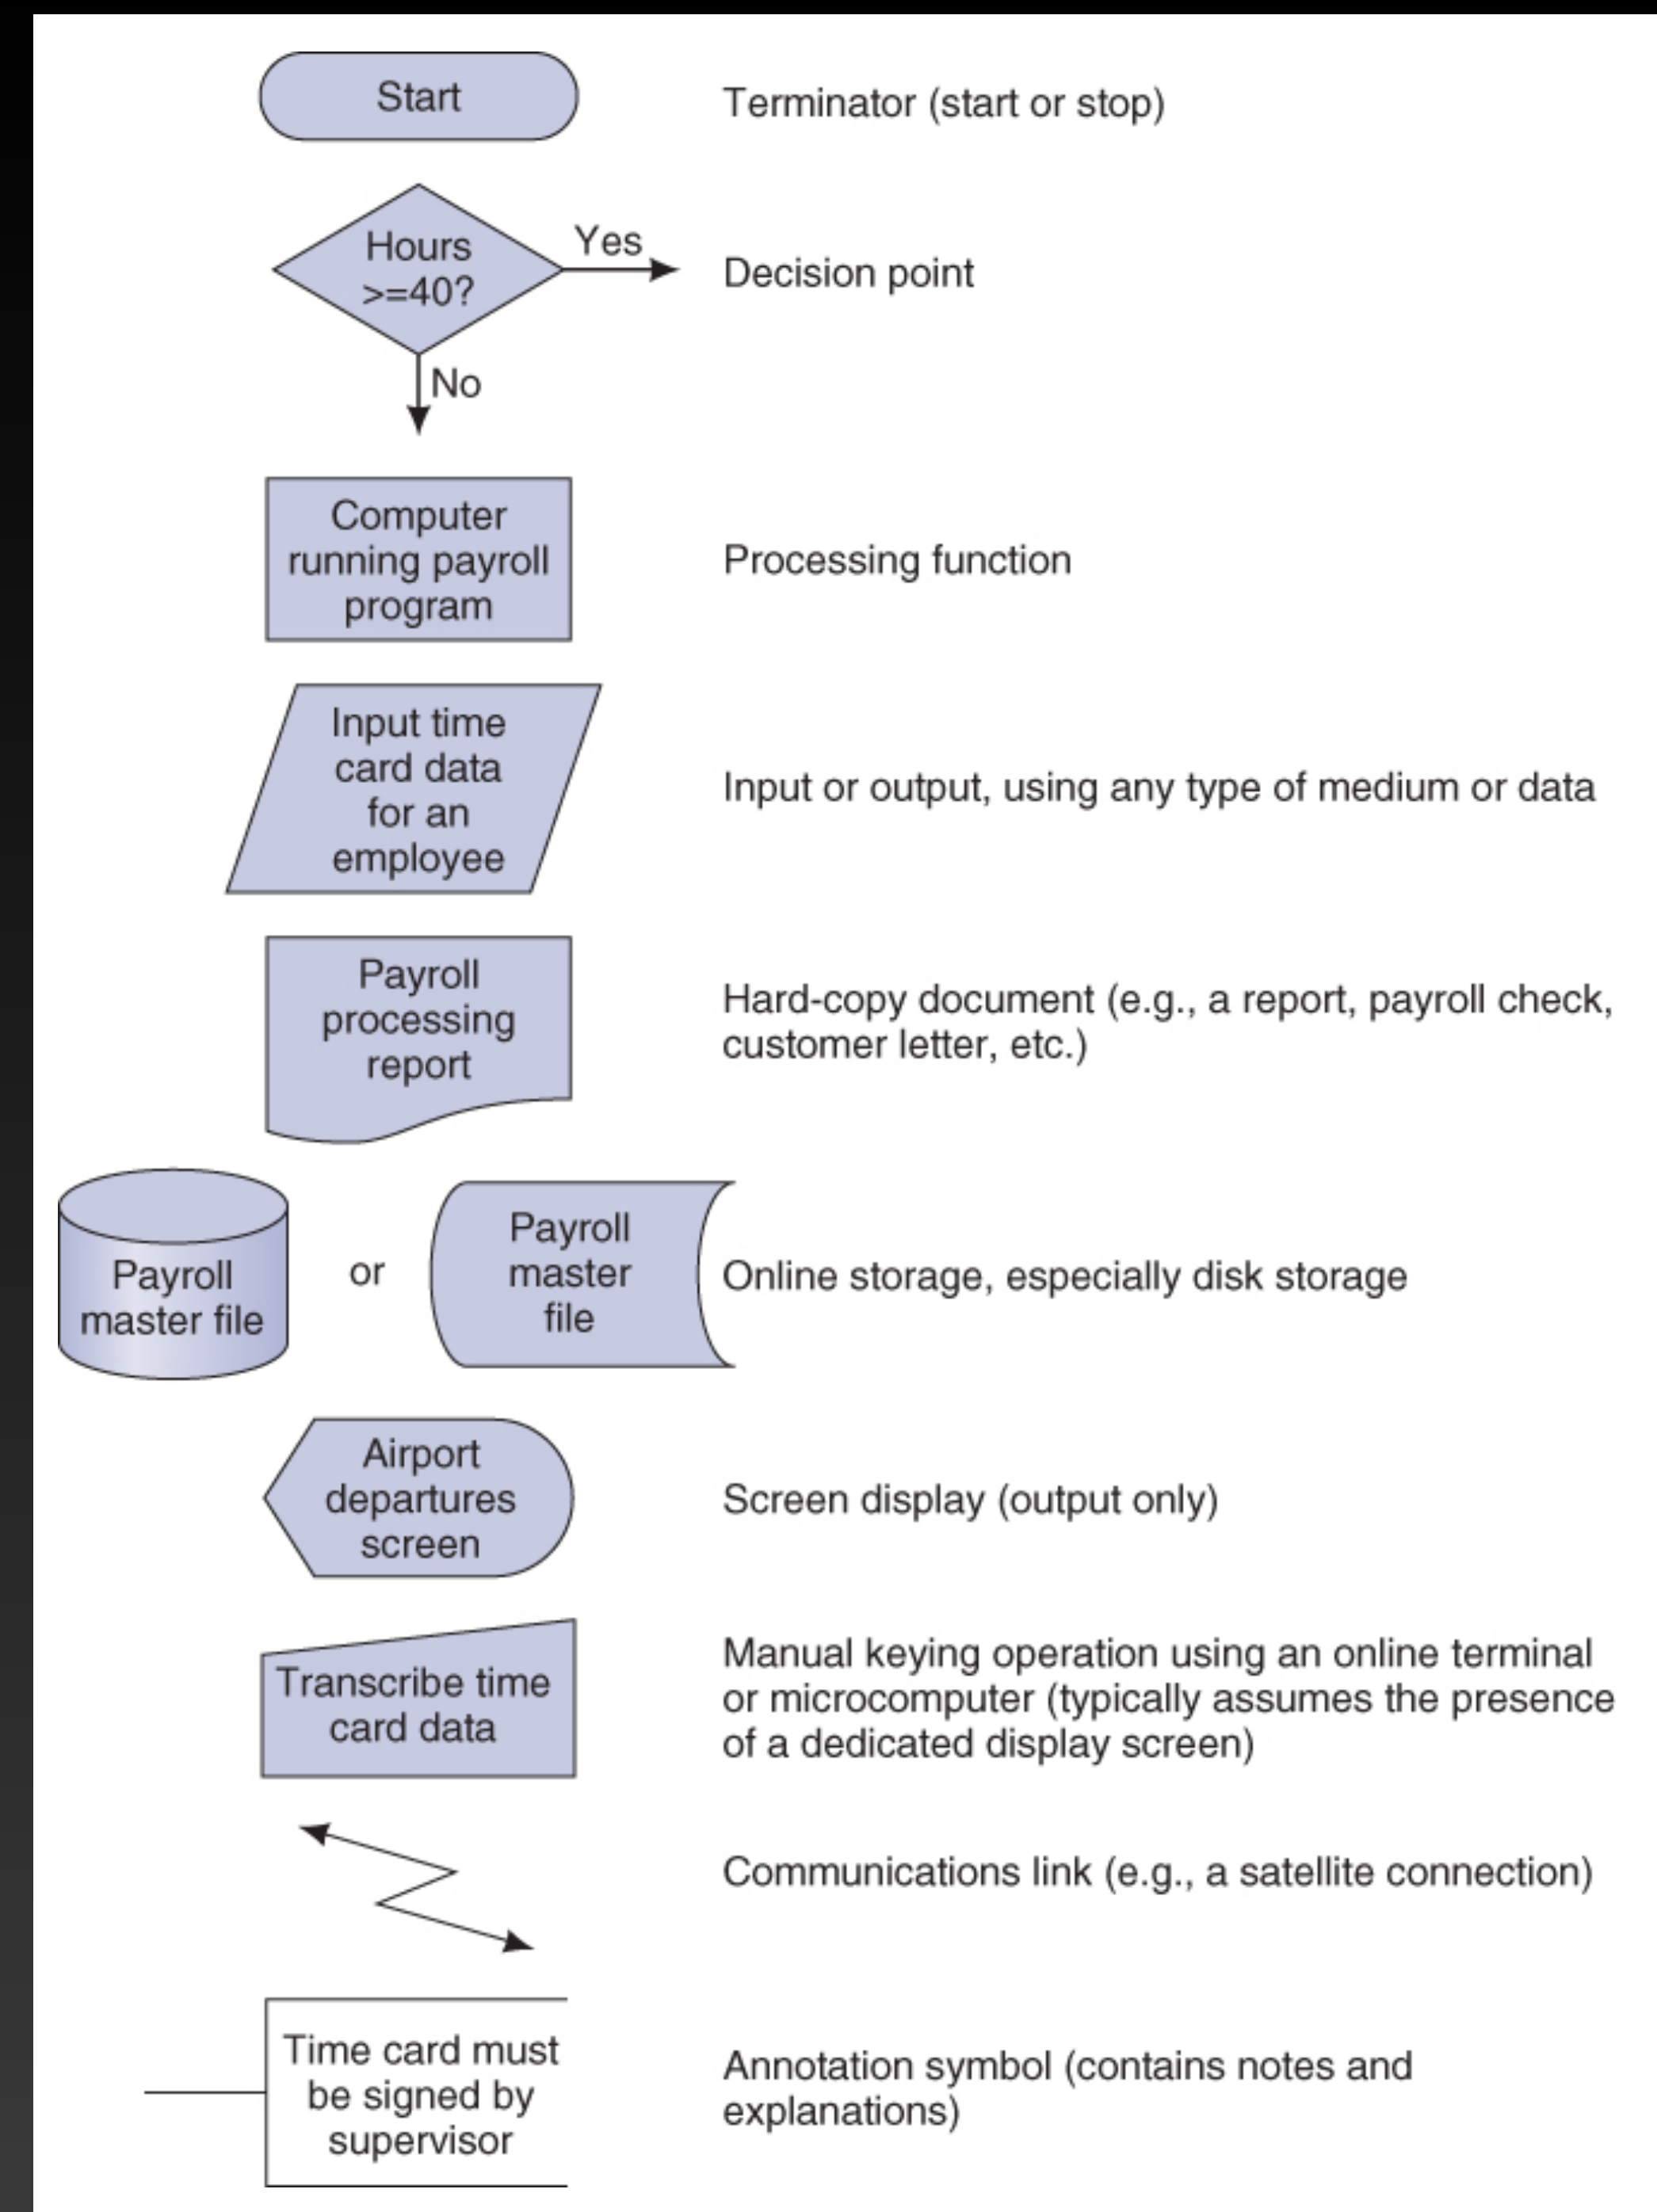 Start
Terminator (start or stop)
Hours
>=40?
Yes
Decision point
No
Computer
running payroll
program
Processing function
Input time
card data
for an
employee
Input or output, using any type of medium or data
Payroll
processing
report
Hard-copy document (e.g., a report, payroll check,
customer letter, etc.)
Payroll
master file
or
Payroll
master
file
Online storage, especially disk storage
Airport
departures
screen
Screen display (output only)
Transcribe time
card data
Manual keying operation using an online terminal
or microcomputer (typically assumes the presence
of a dedicated display screen)
Communications link (e.g., a satellite connection)
Time card must
be signed by
supervisor
Annotation symbol (contains notes and
explanations)